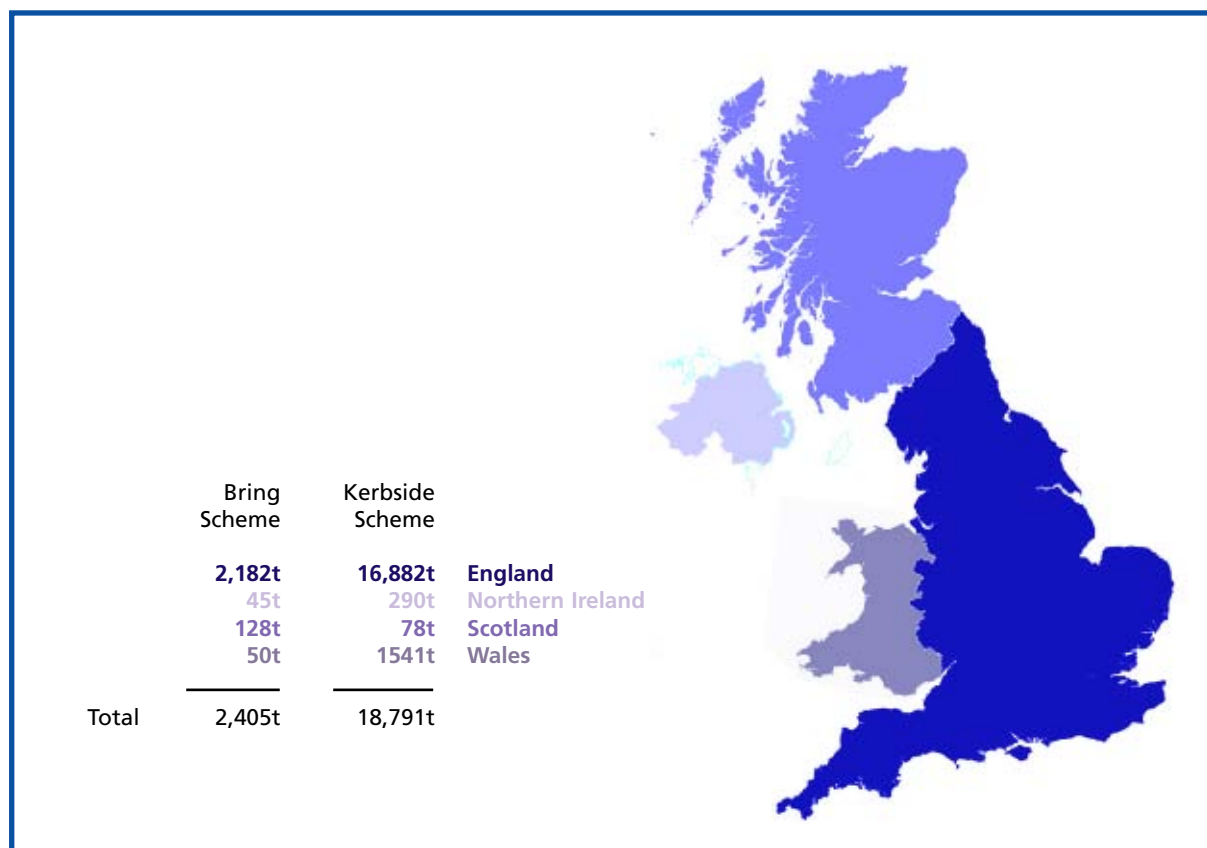 Bring Kerbside
Scheme Scheme
2,182t 16,882t England
45t 290t Northern Ireland
128t 78t Scotland
50t 1541t Wales
Total 2,405t 18,791t